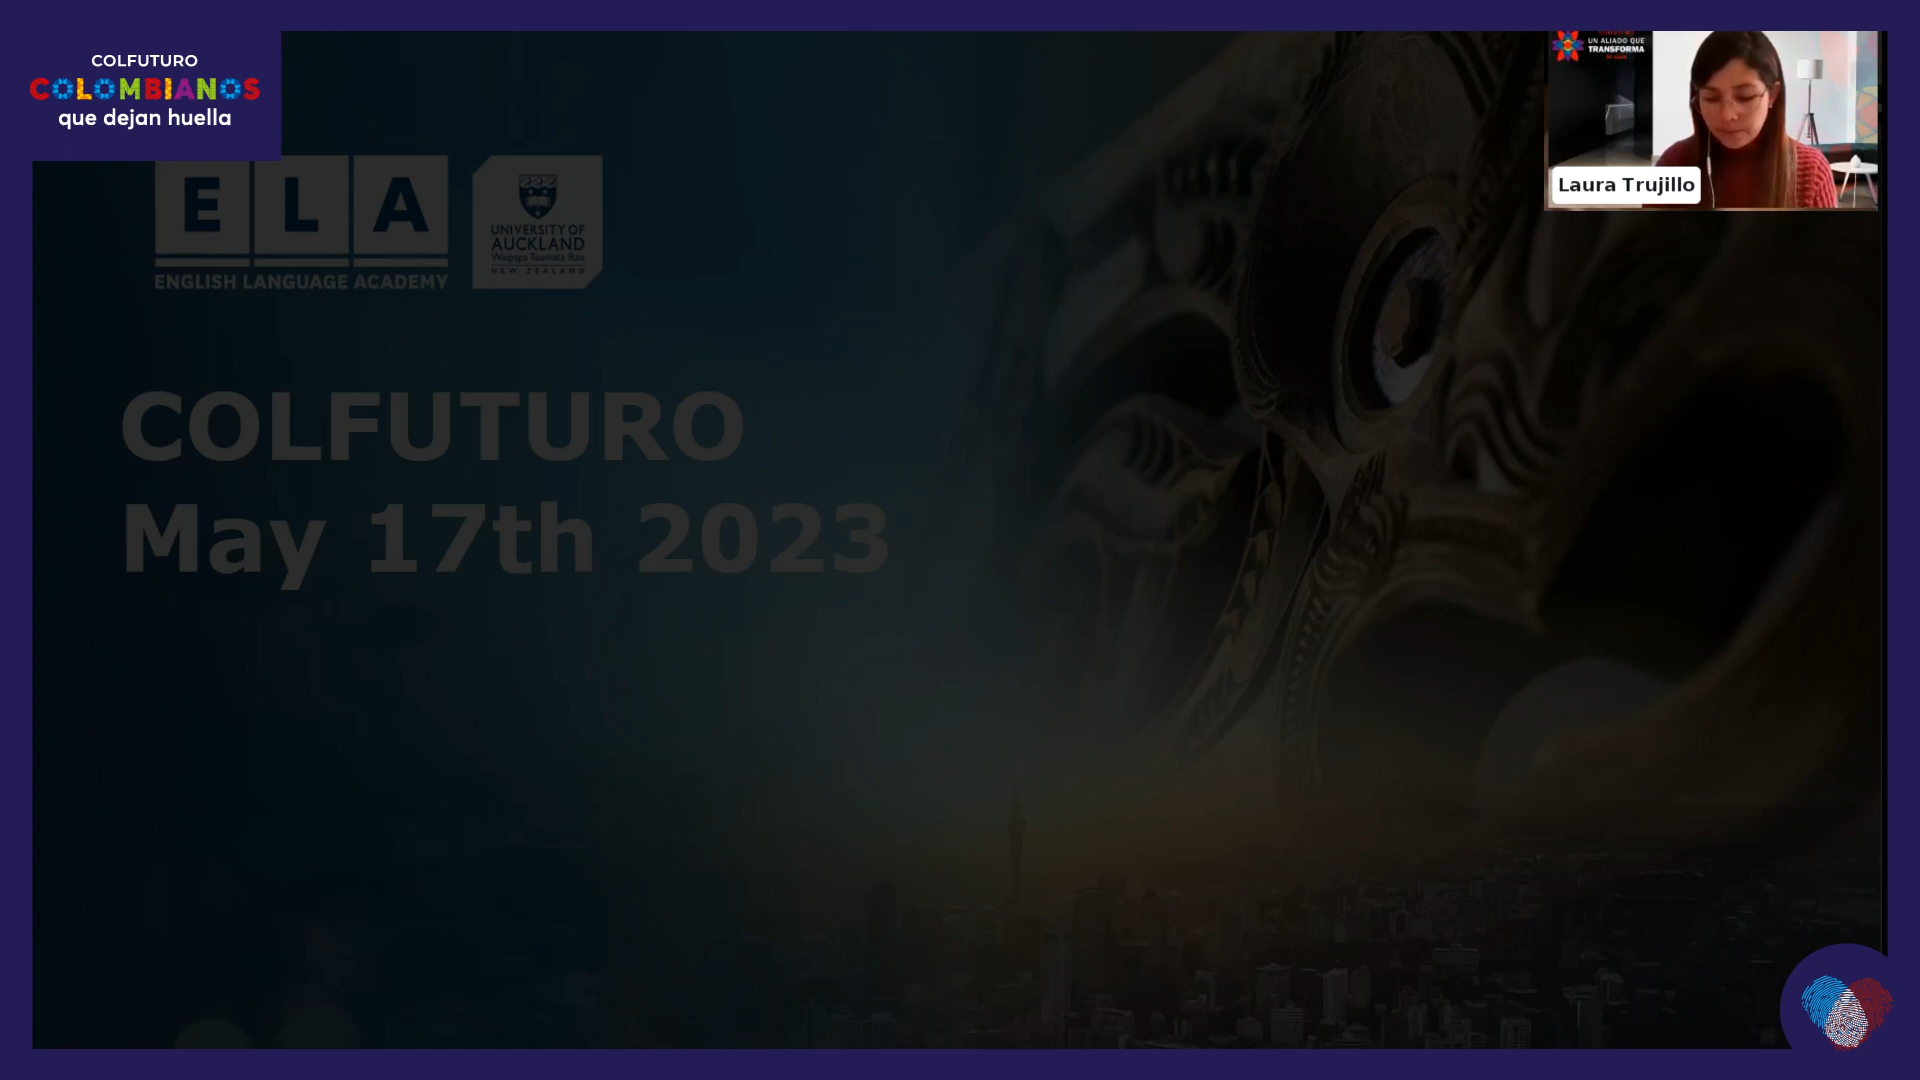 COLFUTURO
COLOMBIANOS
que dejan huella
UN ALIADO QUE
TRANSFORMA
Laura Trujillo
E L A
ENGLISH LANGUAGE ACADEMY
UNIVERSITY OF
AUCKLAND
Waipapa Taumata Rau
NEW ZEALAND
COLFUTURO
May 17th 2023